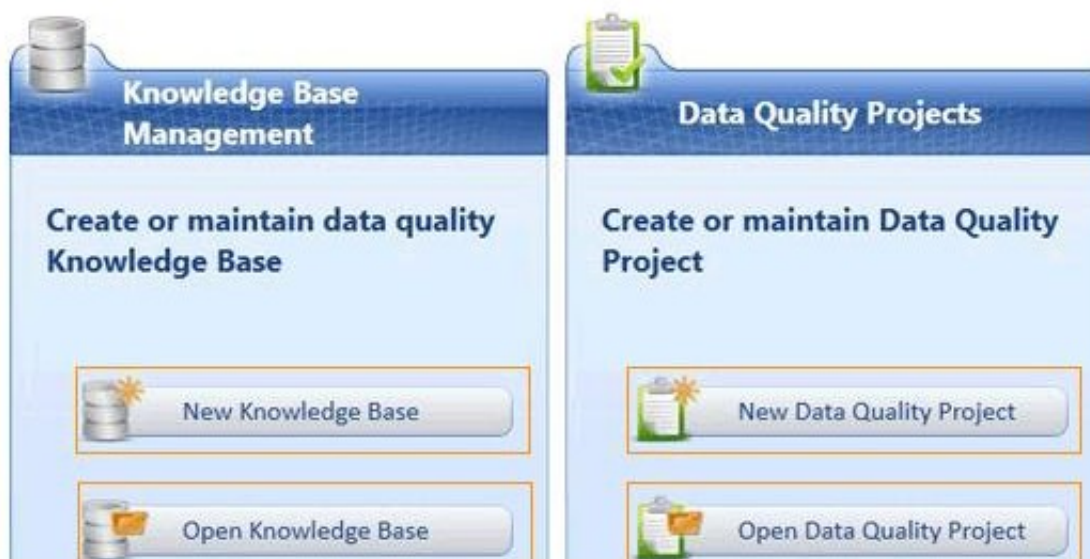 Knowledge Base
Management
Create or maintain data quality
Knowledge Base
New Knowledge Base
Open Knowledge Base
Data Quality Projects
Create or maintain Data Quality
Project
New Data Quality Project
Open Data Quality Project